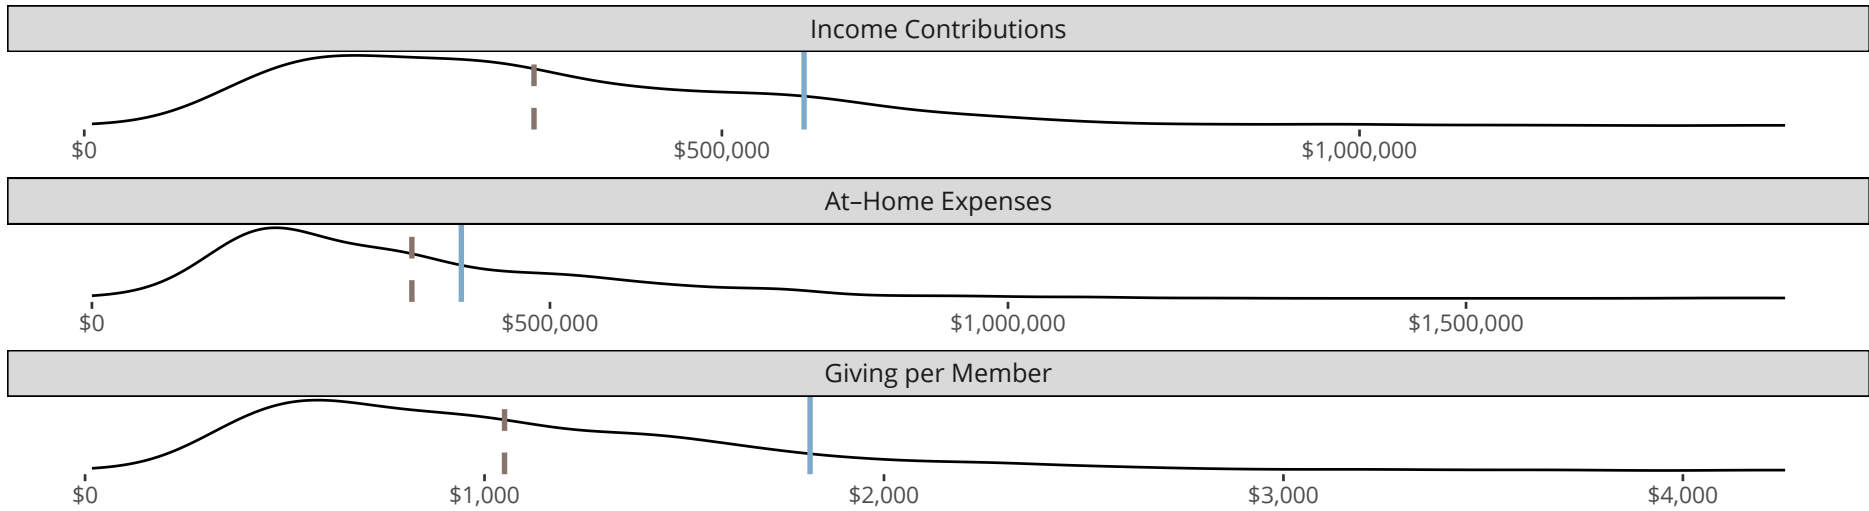 Income Contributions
$0 $500,000 $1,000,000
At–Home Expenses
$0 $500,000 $1,000,000 $1,500,000
Giving per Member
$0 $1,000 $2,000 $3,000 $4,000